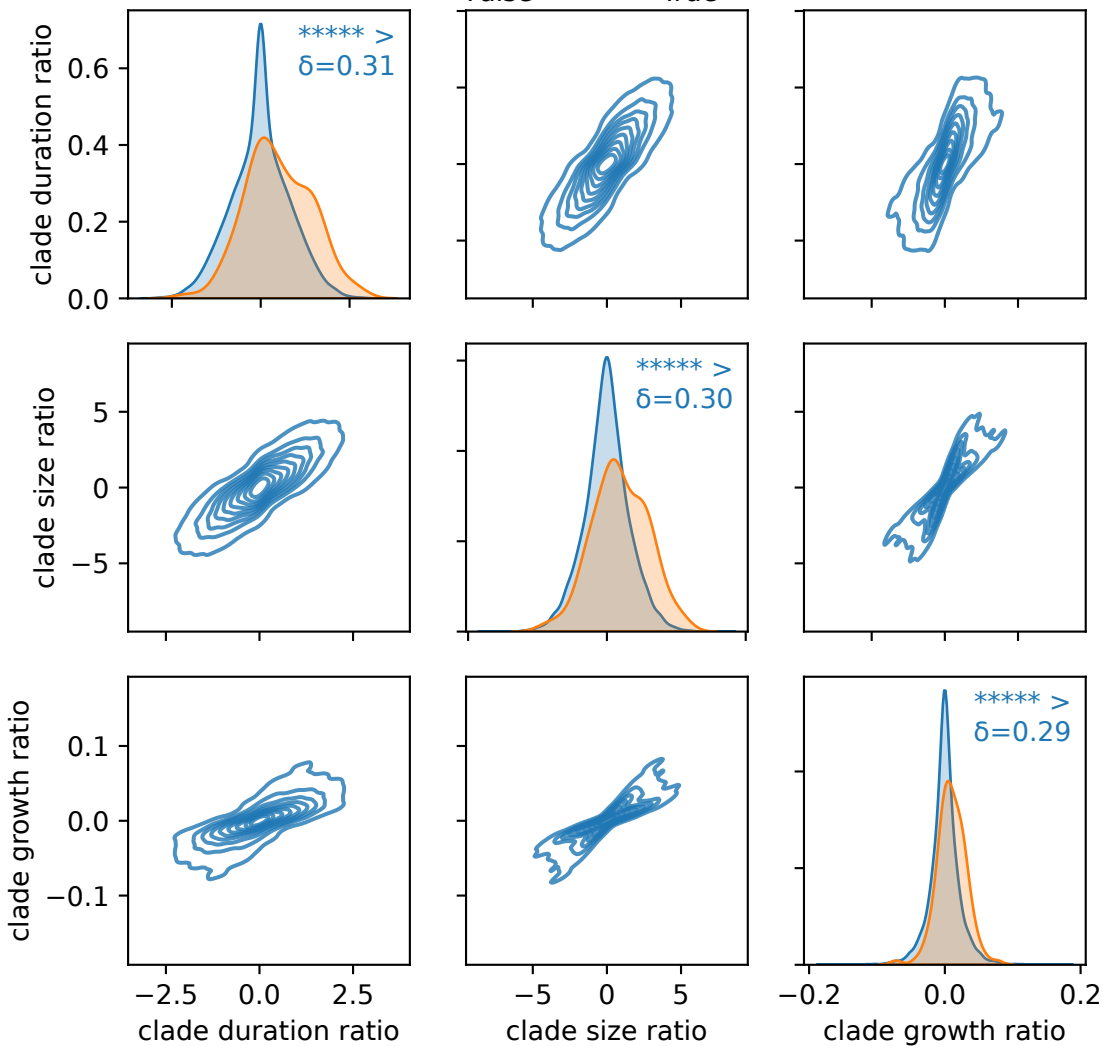 clade duration ratio
0.6
0.4
0.2
0.0
***** >
δ=0.31
clade size ratio
5
0
−5
***** >
δ=0.30
clade growth ratio
0.1
0.0
−0.1
***** >
δ=0.29
−2.5 0.0 2.5
−5 0 5
−0.2 0.0 0.2
clade duration ratio
clade size ratio
clade growth ratio